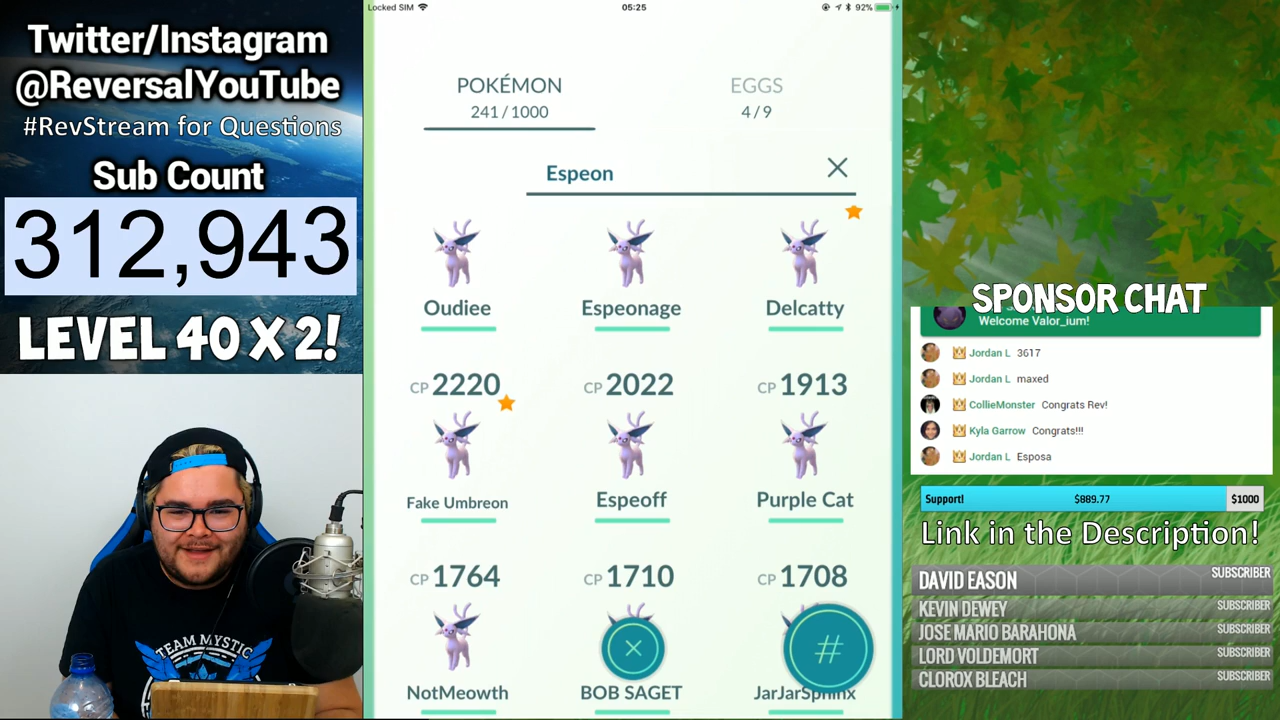 Twitter/Instagram
@ReversalYouTube
#RevStream for Questions
Sub Count
312,943
LEVEL 40 X 2!
TEAM MYSTIC
Locked SIM
05:25
92%
POKÉMON
241 / 1000
EGGS
4 / 9
Espeon
Oudiee
Espeonage
Delcatty
CP 2220
CP 2022
CP 1913
Fake Umbreon
Espeoff
Purple Cat
CP 1764
CP 1710
CP 1708
#
NotMeowth
BOB SAGET
JarJarSphinx
SPONSOR CHAT
Welcome Valor_ium!
Jordan L 3617
Jordan L maxed
CollieMonster Congrats Rev!
Kyla Garrow Congrats!!!
Jordan L Esposa
Support! $889.77 $1000
Link in the Description!
DAVID EASON SUBSCRIBER
KEVIN DEWEY SUBSCRIBER
JOSE MARIO BARAHONA SUBSCRIBER
LORD VOLDEMORT SUBSCRIBER
CLOROX BLEACH SUBSCRIBER